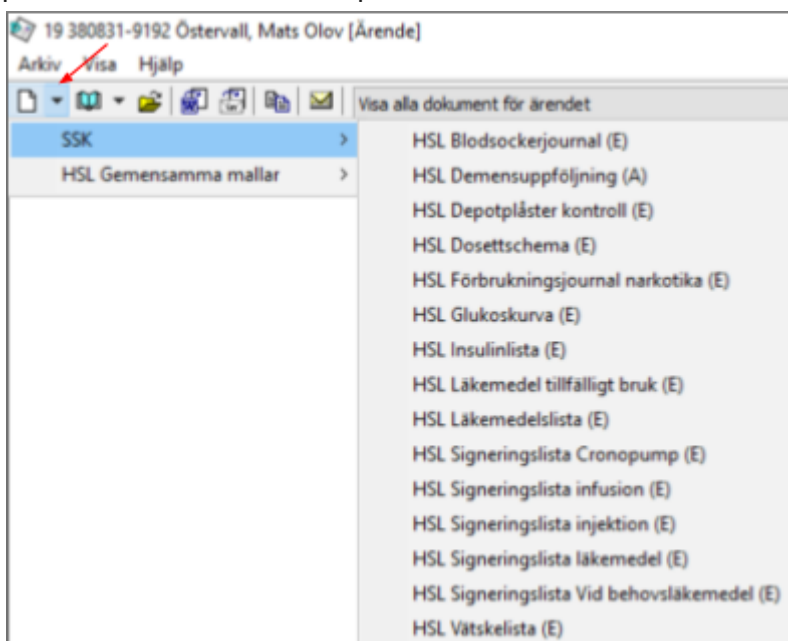 19 380831-9192 Östervall, Mats Olov [Ärende]
Arkiv Visa Hjälp
Visa alla dokument för ärendet
SSK
HSL Gemensamma mallar
HSL Blodsockerjournal (E)
HSL Demensuppföljning (A)
HSL Depotplåster kontroll (E)
HSL Dosettschema (E)
HSL Förbrukningsjournal narkotika (E)
HSL Glukoskurva (E)
HSL Insulinlista (E)
HSL Läkemedel tillfälligt bruk (E)
HSL Läkemedelslista (E)
HSL Signeringslista Cronopump (E)
HSL Signeringslista infusion (E)
HSL Signeringslista injektion (E)
HSL Signeringslista läkemedel (E)
HSL Signeringslista Vid behovsläkemedel (E)
HSL Vätskelista (E)